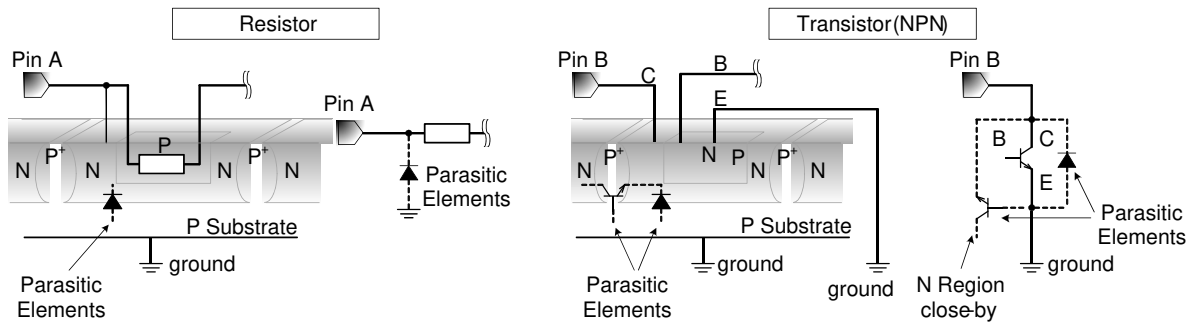 Resistor
Transistor(NPN)
Pin A
Pin B
C
B
E
Pin B
Pin A
N
P+
N
P
P+
N
Parasitic
Elements
N
P+
N
P
P+
N
B
C
E
P Substrate
ground
Parasitic
Elements
P Substrate
ground
Parasitic
Elements
ground
N Region
close-by
ground
Parasitic
Elements